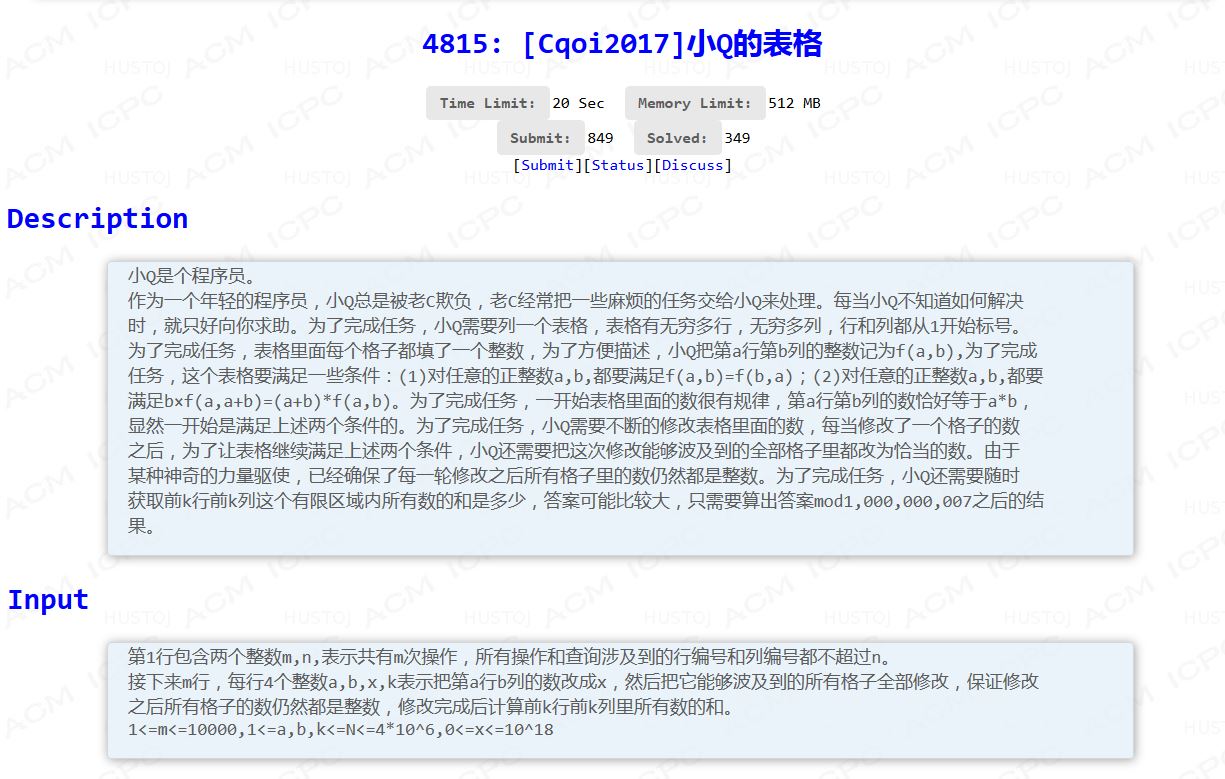 4815: [Cqoi2017]小Q的表格
Time Limit: 20 Sec Memory Limit: 512 MB
Submit: 849 Solved: 349
[Submit][Status][Discuss]
Description
小Q是个程序员。
作为一个年轻的程序员，小Q总是被老C欺负，老C经常把一些麻烦的任务交给小Q来处理。每当小Q不知道如何解决
时，就只好向你求助。为了完成任务，小Q需要列一个表格，表格有无穷多行，无穷多列，行和列都从1开始标号。
为了完成任务，表格里面每个格子都填了一个整数，为了方便描述，小Q把第a行第b列的整数记为f(a,b),为了完成
任务，这个表格要满足一些条件：(1)对任意的正整数a,b,都要满足f(a,b)=f(b,a)；(2)对任意的正整数a,b,都要
满足b×f(a,a+b)=(a+b)*f(a,b)。为了完成任务，一开始表格里面的数很有规律，第a行第b列的数恰好等于a*b，
显然一开始是满足上述两个条件的。为了完成任务，小Q需要不断的修改表格里面的数，每当修改了一个格子的数
之后，为了让表格继续满足上述两个条件，小Q还需要把这次修改能够波及到的全部格子里都改为恰当的数。由于
某种神奇的力量驱使，已经确保了每一轮修改之后所有格子里的数仍然都是整数。为了完成任务，小Q还需要随时
获取前k行前k列这个有限区域内所有数的和是多少，答案可能比较大，只需要算出答案mod1,000,000,007之后的结
果。
Input
第1行包含两个整数m,n,表示共有m次操作，所有操作和查询涉及到的行编号和列编号都不超过n。
接下来m行，每行4个整数a,b,x,k表示把第a行b列的数改成x，然后把它能够波及到的所有格子全部修改，保证修改
之后所有格子的数仍然都是整数，修改完成后计算前k行前k列里所有数的和。
1<=m<=10000,1<=a,b,k<=N<=4*10^6,0<=x<=10^18